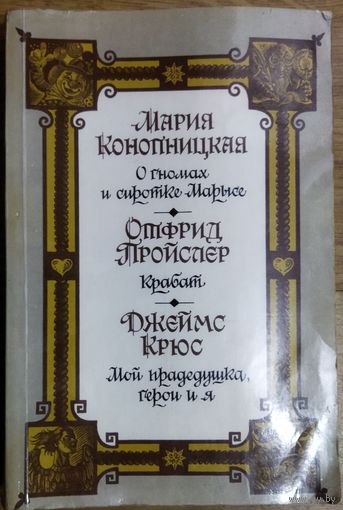 Мария
Конопницкая
О гномах
и сиротке Марысе
Отфрид
Пройслер
Крабат
Джеймс
Крюс
Мой прадедушка,
герои и я